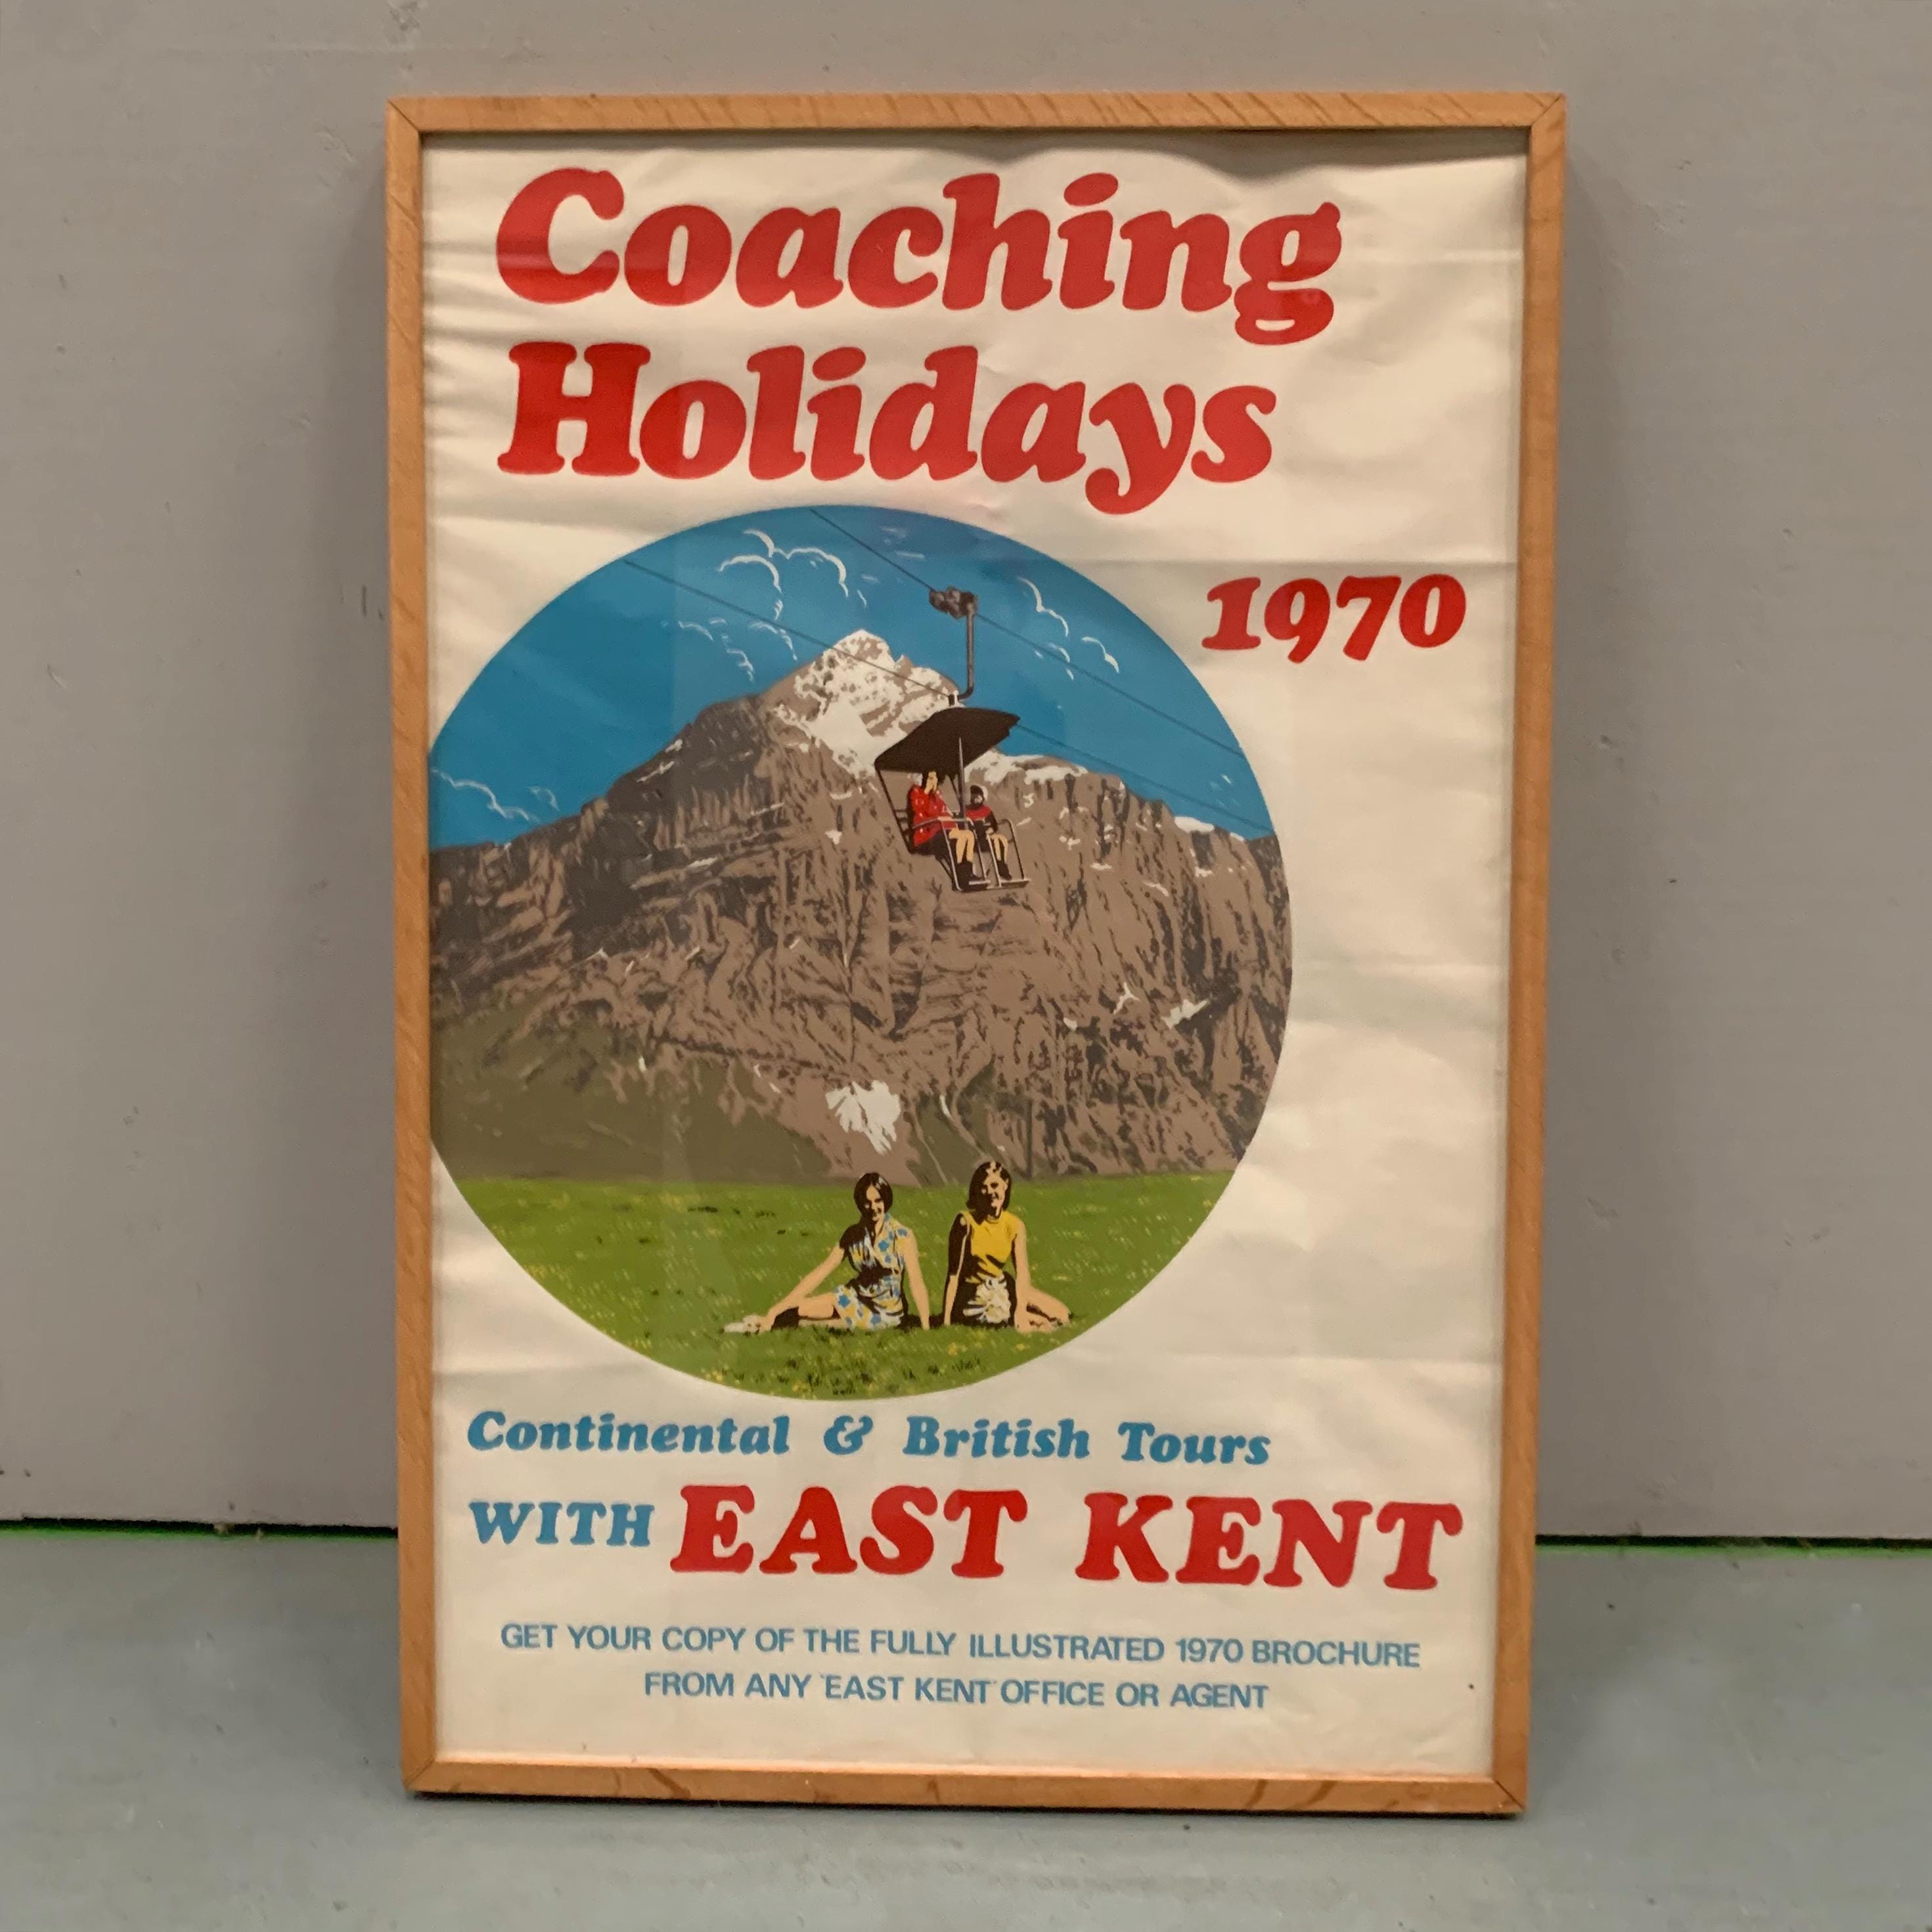 Coaching
Holidays
1970
Continental & British Tours
WITH EAST KENT
GET YOUR COPY OF THE FULLY ILLUSTRATED 1970 BROCHURE
FROM ANY 'EAST KENT' OFFICE OR AGENT